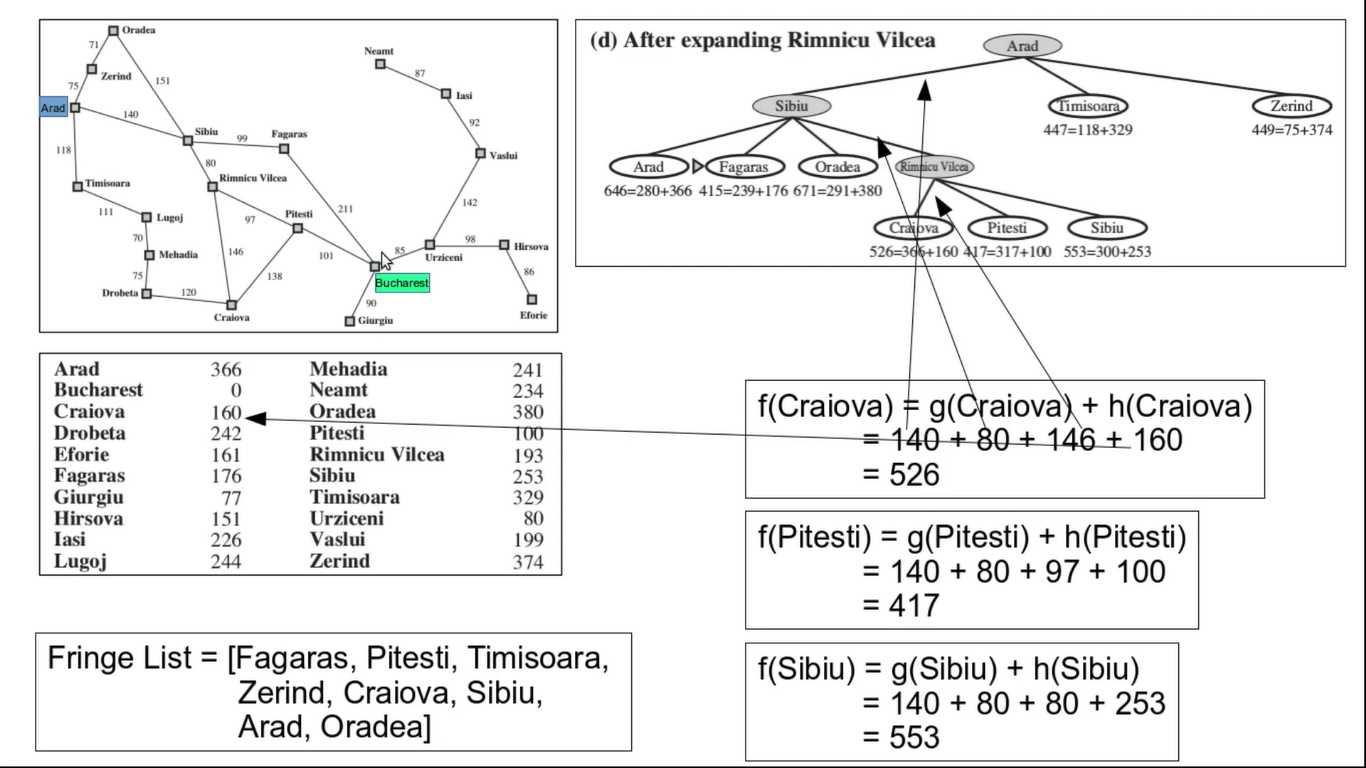 Oradea
71
Neamt
Zerind
87
75
151
Iasi
Arad
140
92
Sibiu
99
Fagaras
118
Vaslui
80
Timisoara
Rimnicu Vilcea
142
111
Lugoj
97
Pitesti
211
70
98
Hirsova
Mehadia
146
101
85
Urziceni
75
138
86
Bucharest
Drobeta
120
90
Craiova
Giurgiu
Eforie
(d) After expanding Rimnicu Vilcea
Arad
Sibiu
Timisoara
Zerind
447=118+329
449=75+374
Arad
Fagaras
Oradea
Rimnicu Vilcea
646=280+366
415=239+176
671=291+380
Craiova
Pitesti
Sibiu
526=366+160
417=317+100
553=300+253
Arad 366 Mehadia 241
Bucharest 0 Neamt 234
Craiova 160 Oradea 380
Drobeta 242 Pitesti 100
Eforie 161 Rimnicu Vilcea 193
Fagaras 176 Sibiu 253
Giurgiu 77 Timisoara 329
Hirsova 151 Urziceni 80
Iasi 226 Vaslui 199
Lugoj 244 Zerind 374
f(Craiova) = g(Craiova) + h(Craiova)
= 140 + 80 + 146 + 160
= 526
f(Pitesti) = g(Pitesti) + h(Pitesti)
= 140 + 80 + 97 + 100
= 417
f(Sibiu) = g(Sibiu) + h(Sibiu)
= 140 + 80 + 80 + 253
= 553
Fringe List = [Fagaras, Pitesti, Timisoara,
Zerind, Craiova, Sibiu,
Arad, Oradea]